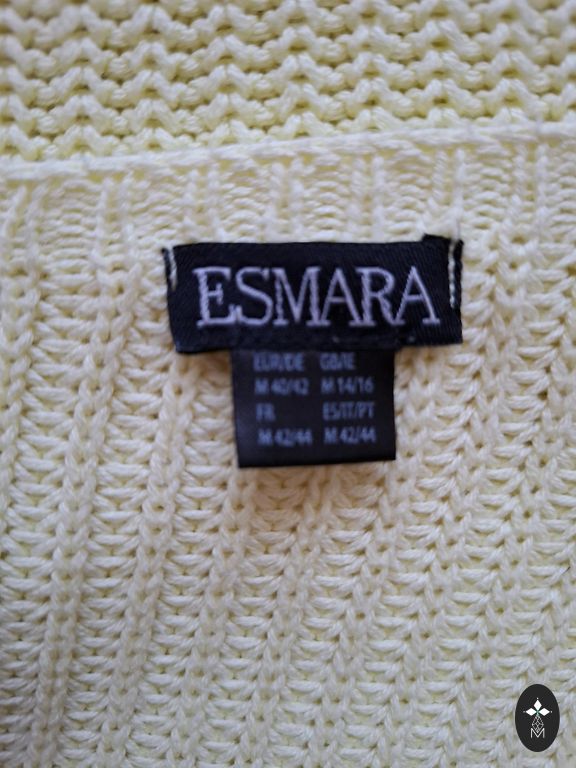 ESMARA
EUR/DE GB/IE
M 40/42 M 14/16
FR ES/IT/PT
M 42/44 M 42/44
M